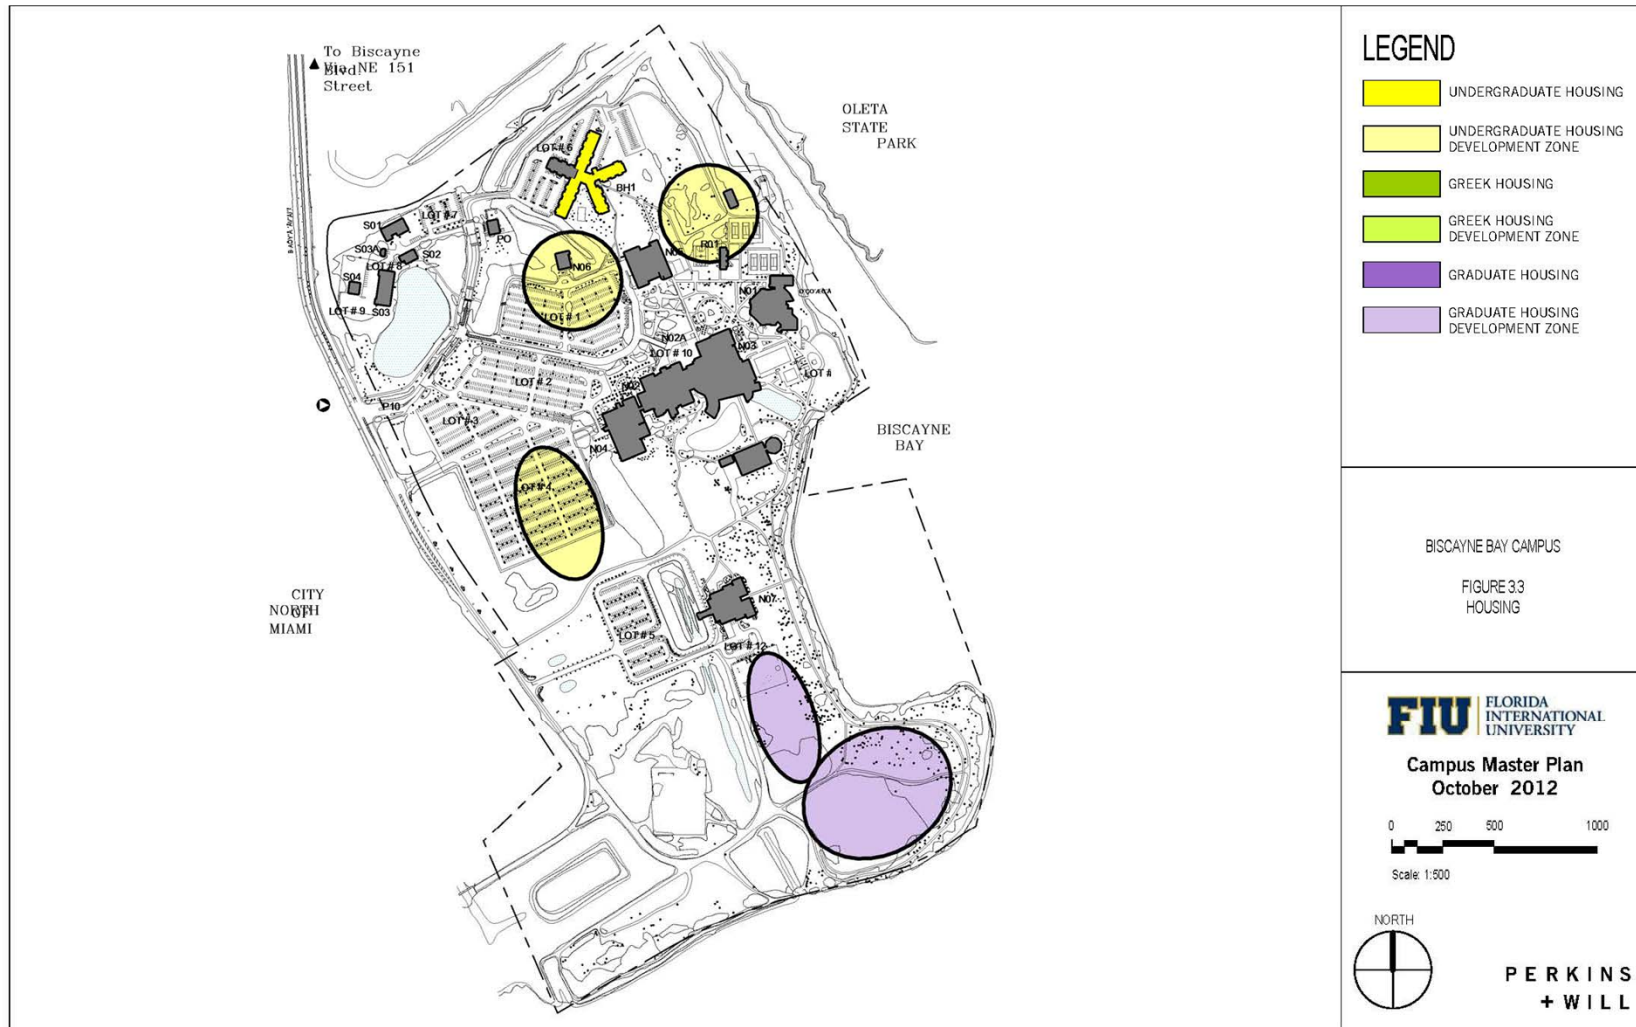 To Biscayne
Blvd.
Via NE 151
Street
OLETA
STATE
PARK
LOT # 6
BH1
LOT # 7
S01
PO
S03A
S02
LOT # 8
S04
LOT # 9
S03
N06
R01
N01
LOT # 1
N02A
N03
LOT # 10
LOT # 2
N02
LOT #
P10
LOT # 3
BISCAYNE
BAY
N04
LOT # 4
CITY
OF
NORTH
MIAMI
N07
LOT # 5
LOT # 12
LEGEND
UNDERGRADUATE HOUSING
UNDERGRADUATE HOUSING
DEVELOPMENT ZONE
GREEK HOUSING
GREEK HOUSING
DEVELOPMENT ZONE
GRADUATE HOUSING
GRADUATE HOUSING
DEVELOPMENT ZONE
BISCAYNE BAY CAMPUS
FIGURE 3.3
HOUSING
FIU
FLORIDA
INTERNATIONAL
UNIVERSITY
Campus Master Plan
October 2012
0 250 500 1000
Scale: 1:500
NORTH
PERKINS
+ WILL